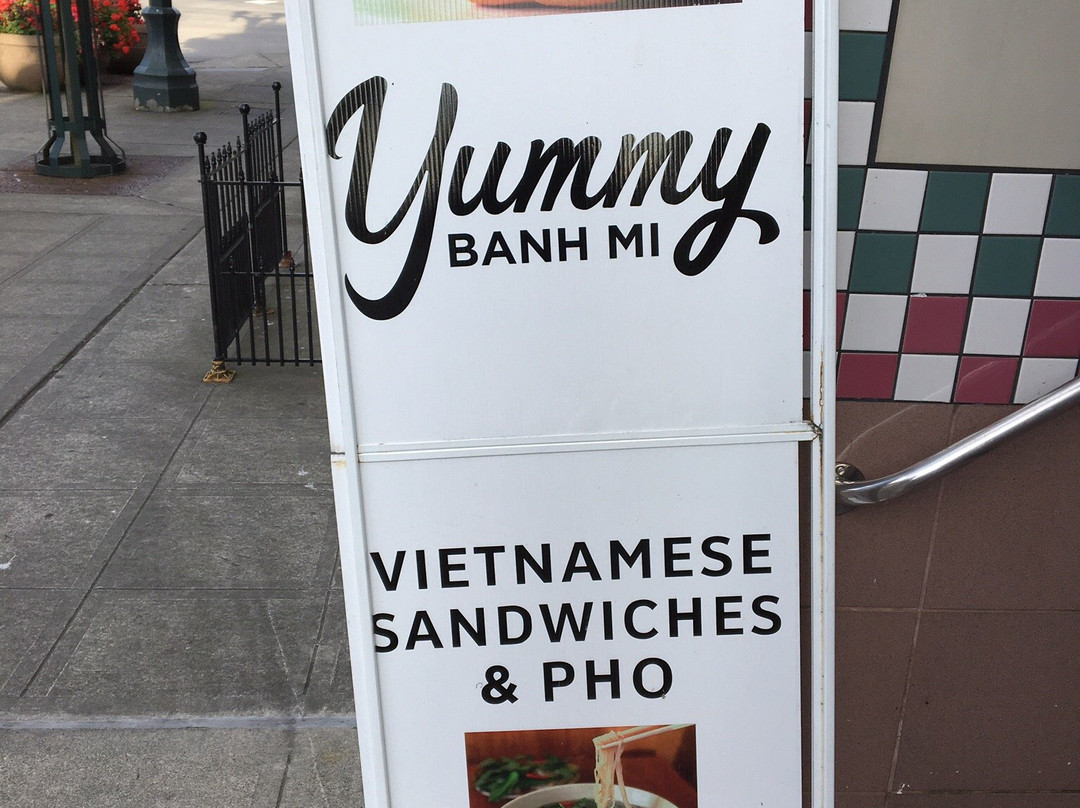 Yummy
BANH MI
VIETNAMESE
SANDWICHES
& PHO